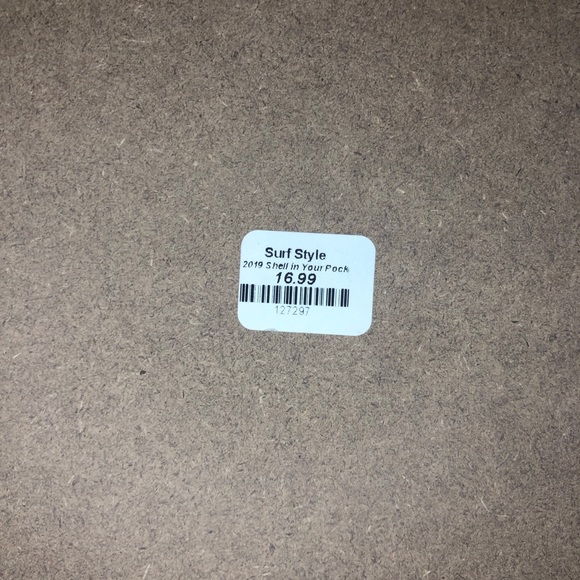 Surf Style
2019 Shell in Your Pock
16.99
127297